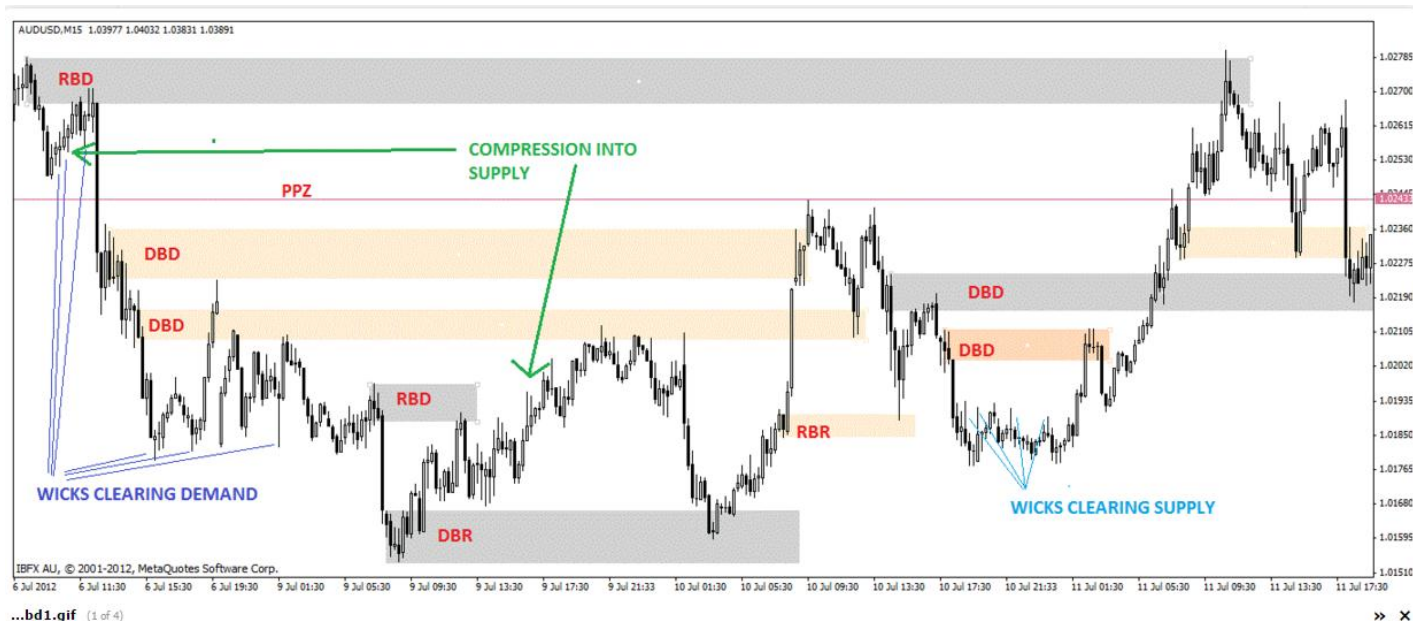 AUDUSD,M15 1.03977 1.04032 1.03831 1.03891
RBD
COMPRESSION INTO
SUPPLY
PPZ
DBD
DBD
DBD
DBD
RBD
RBR
WICKS CLEARING DEMAND
WICKS CLEARING SUPPLY
DBR
1.02785
1.02700
1.02615
1.02530
1.02445
1.02360
1.02275
1.02190
1.02105
1.02020
1.01935
1.01850
1.01765
1.01680
1.01595
1.01510
IBFX AU, © 2001-2012, MetaQuotes Software Corp.
6 Jul 2012 6 Jul 11:30 6 Jul 15:30 6 Jul 19:30 9 Jul 01:30 9 Jul 05:30 9 Jul 09:30 9 Jul 13:30 9 Jul 17:30 9 Jul 21:33 10 Jul 01:30 10 Jul 05:30 10 Jul 09:30 10 Jul 13:30 10 Jul 17:30 10 Jul 21:33 11 Jul 01:30 11 Jul 05:30 11 Jul 09:30 11 Jul 13:30 11 Jul 17:30
...bd1.gif (1 of 4) » ×